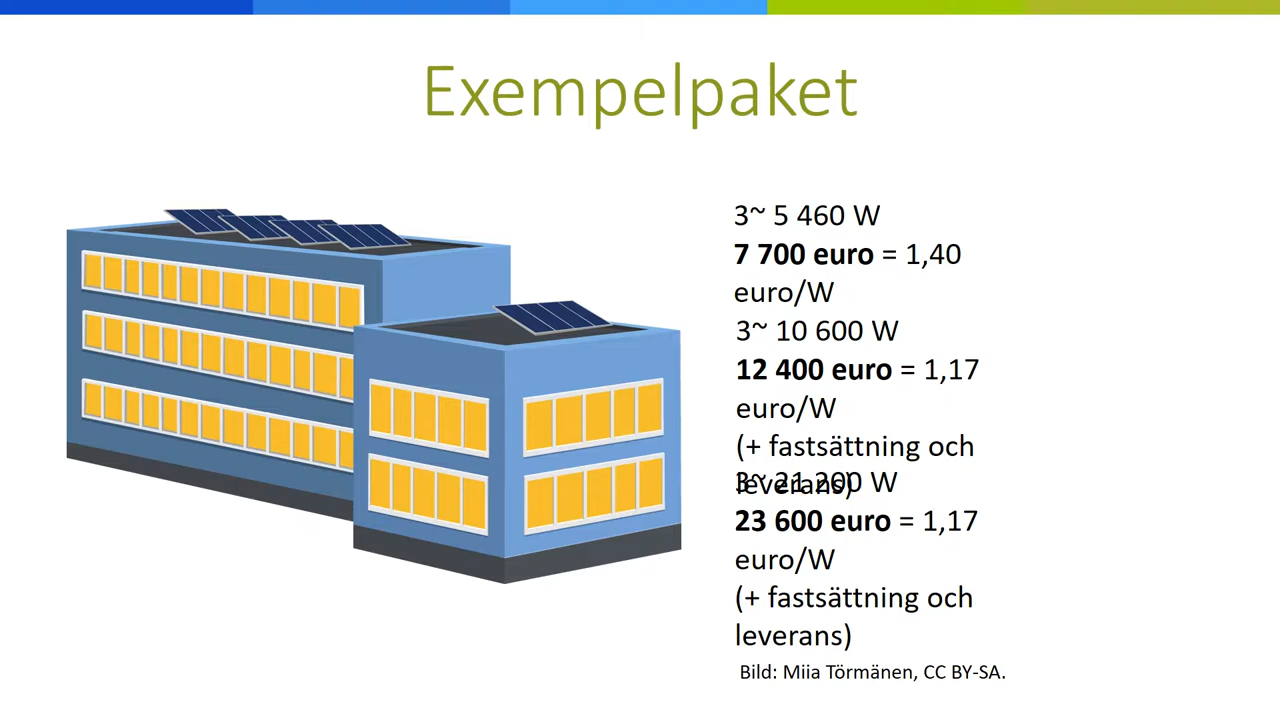 Exempelpaket
3~ 5 460 W
7 700 euro = 1,40
euro/W
3~ 10 600 W
12 400 euro = 1,17
euro/W
(+ fastsättning och
leverans)
3~ 21 200 W
23 600 euro = 1,17
euro/W
(+ fastsättning och
leverans)
Bild: Miia Törmänen, CC BY-SA.